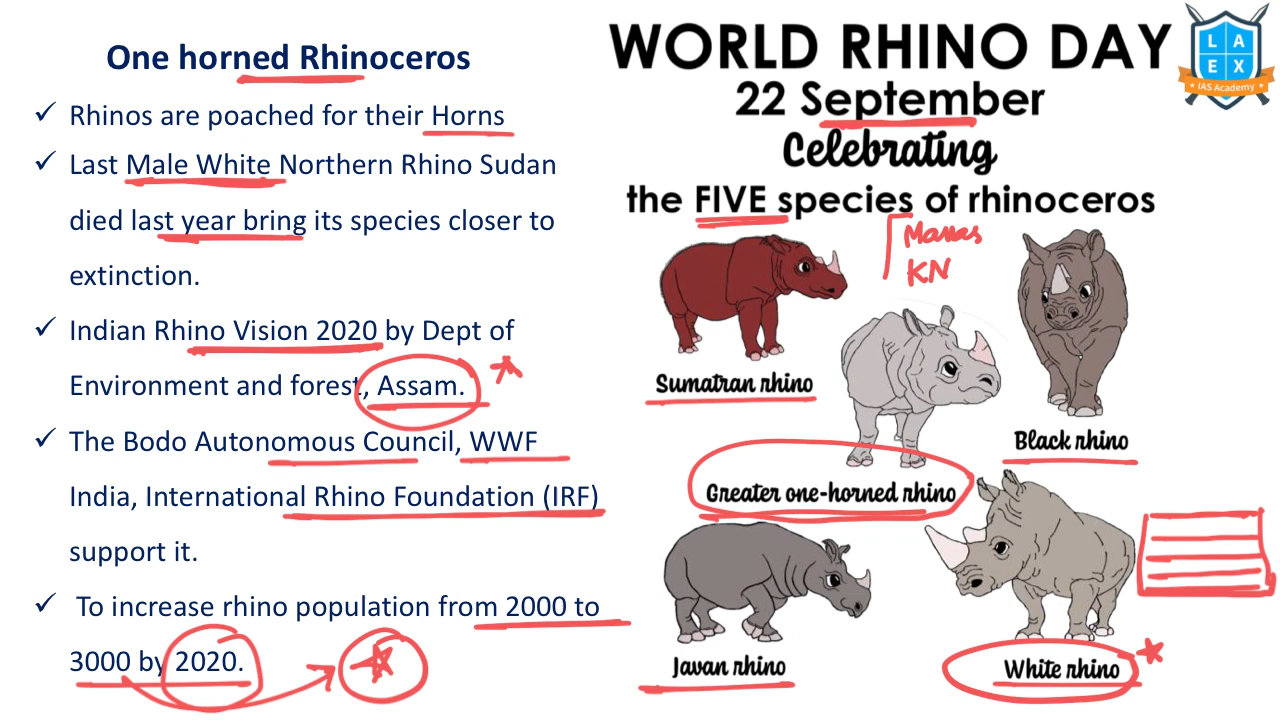 One horned Rhinoceros
✓ Rhinos are poached for their Horns
✓ Last Male White Northern Rhino Sudan
died last year bring its species closer to
extinction.
✓ Indian Rhino Vision 2020 by Dept of
Environment and forest, Assam.
✓ The Bodo Autonomous Council, WWF
India, International Rhino Foundation (IRF)
support it.
✓ To increase rhino population from 2000 to
3000 by 2020.
WORLD RHINO DAY
22 September
Celebrating
the FIVE species of rhinoceros
Manas
KN
Sumatran rhino
Black rhino
Greater one-horned rhino
Javan rhino
White rhino
L A
E X
IAS Academy